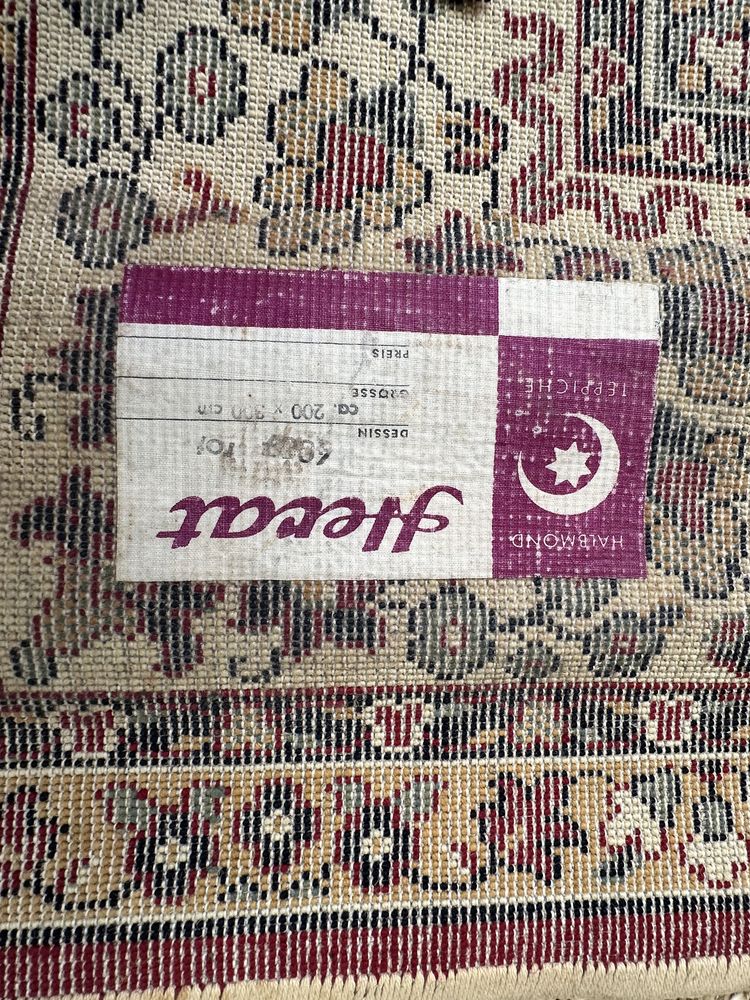 HALBMOND
TEPPICHE
Herat
DESSIN
GRÖSSE
ca. 200 x 300 cm
PREIS